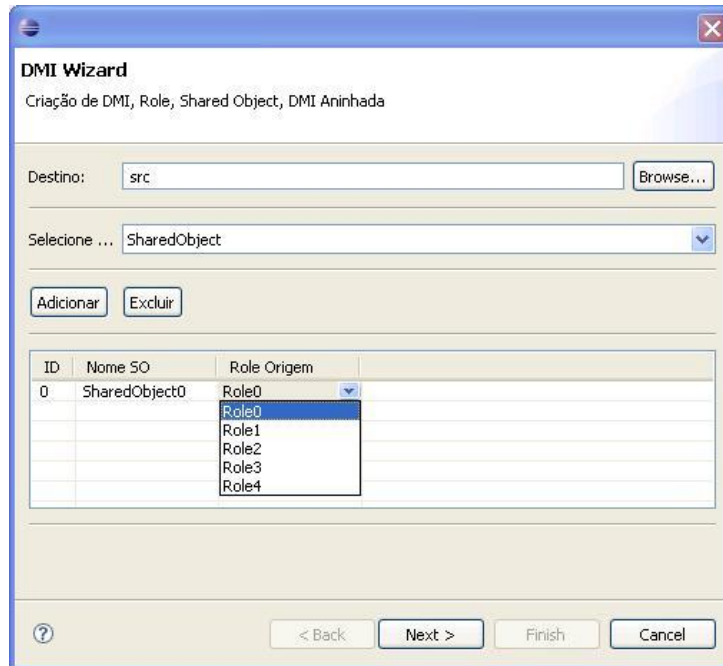 DMI Wizard
Criação de DMI, Role, Shared Object, DMI Aninhada
Destino: src Browse...
Selecione ... SharedObject
Adicionar Excluir
ID Nome SO Role Origem
0 SharedObject0 Role0
Role0
Role1
Role2
Role3
Role4
? < Back Next > Finish Cancel